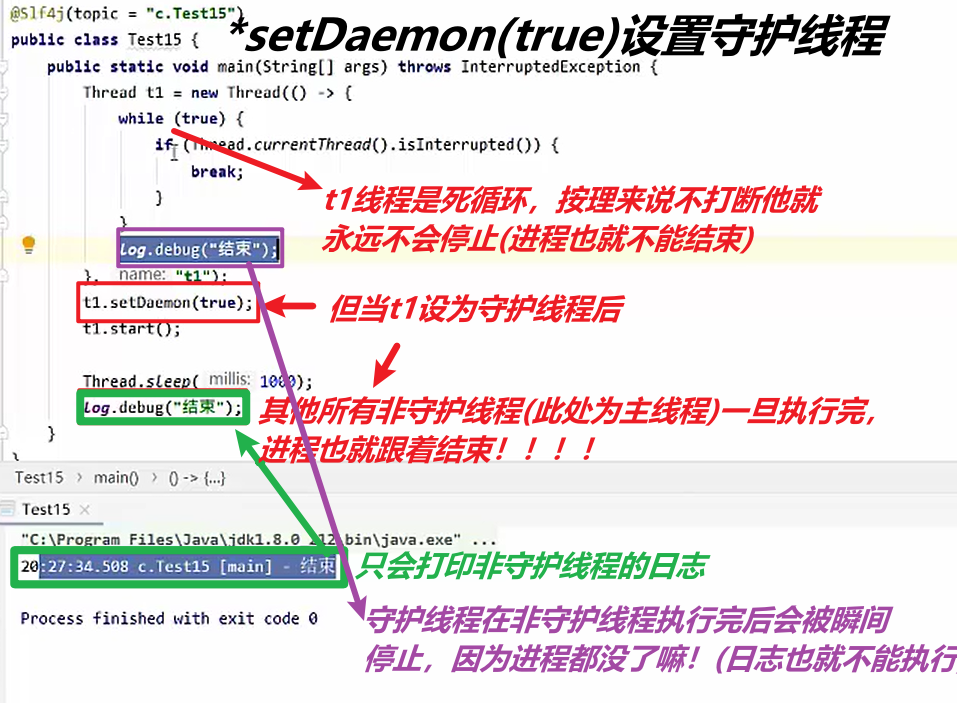 @Slf4j(topic = "c.Test15")
*setDaemon(true)设置守护线程
public class Test15 {
public static void main(String[] args) throws InterruptedException {
Thread t1 = new Thread(() -> {
while (true) {
if (Thread.currentThread().isInterrupted()) {
break;
}
t1线程是死循环，按理来说不打断他就
永远不会停止(进程也就不能结束)
}
Log.debug("结束");
}, name: "t1");
t1.setDaemon(true);
但当t1设为守护线程后
t1.start();
Thread.sleep( millis: 1000);
Log.debug("结束");
其他所有非守护线程(此处为主线程)一旦执行完，
进程也就跟着结束！！！！
}
}
Test15 > main() > () -> {...}
Test15 ×
"C:\Program Files\Java\jdk1.8.0 212 bin\java.exe" ...
20:27:34.508 c.Test15 [main] - 结束
只会打印非守护线程的日志
Process finished with exit code 0
守护线程在非守护线程执行完后会被瞬间
停止，因为进程都没了嘛！(日志也就不能执行